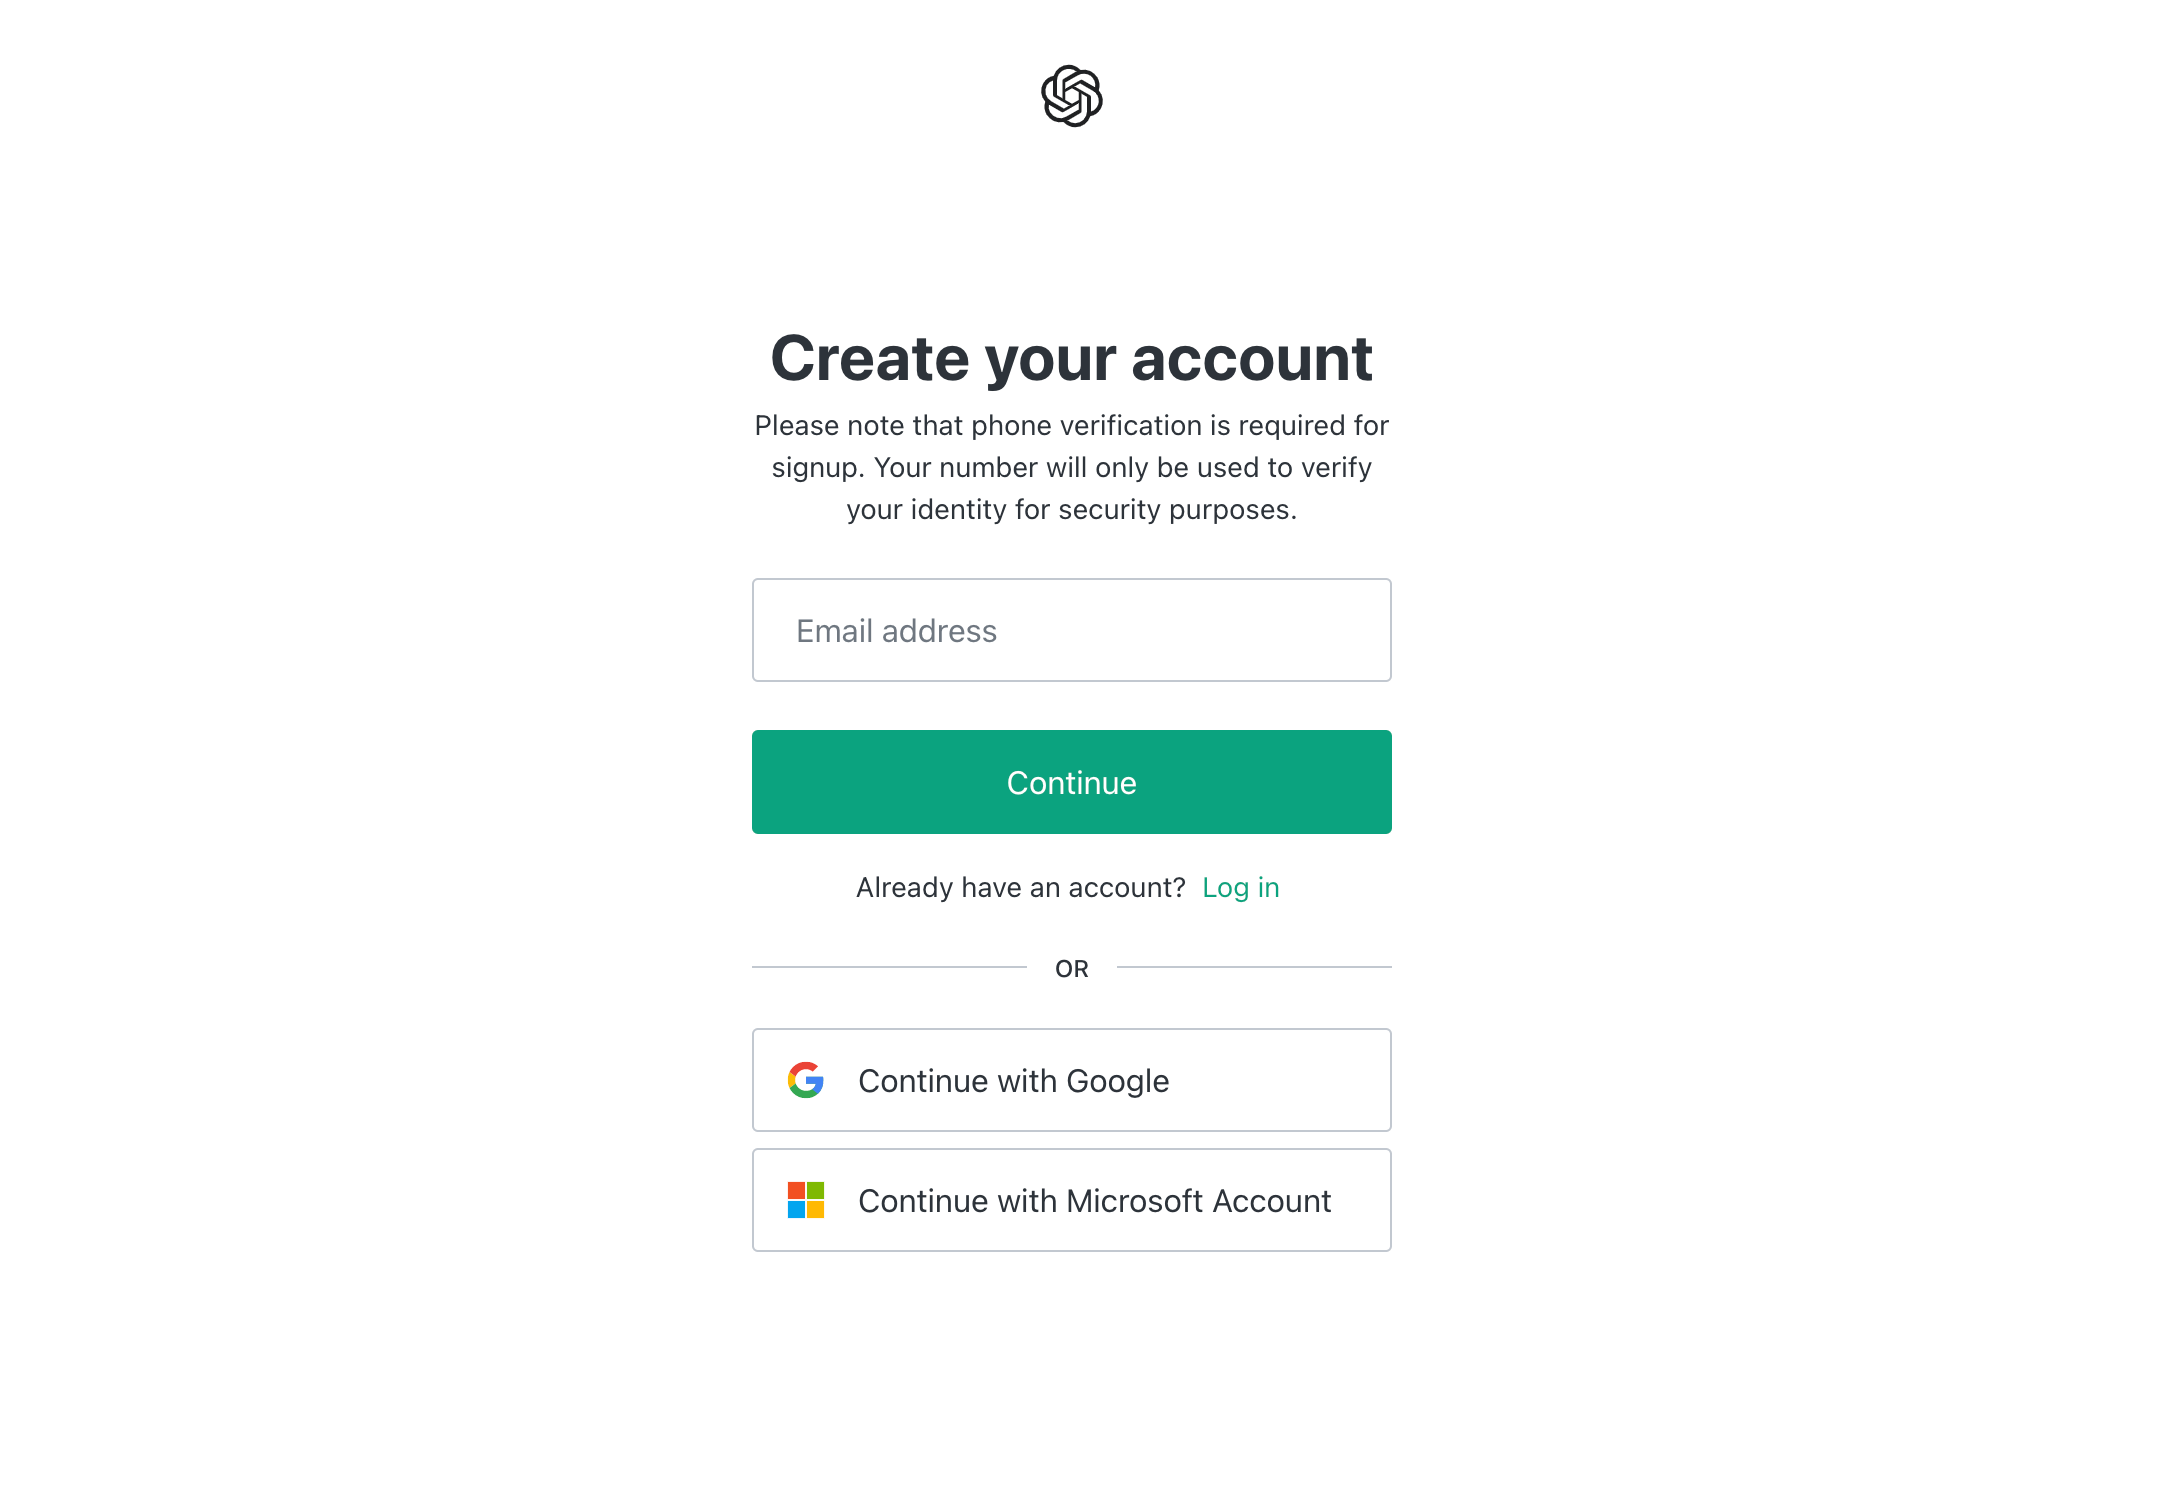 Create your account
Please note that phone verification is required for
signup. Your number will only be used to verify
your identity for security purposes.
Email address
Continue
Already have an account? Log in
OR
Continue with Google
Continue with Microsoft Account